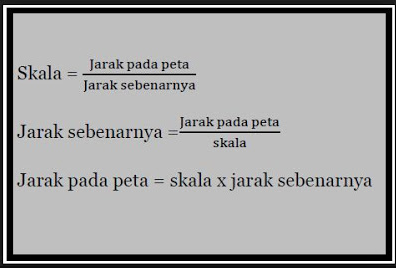 Skala = Jarak pada peta / Jarak sebenarnya
Jarak sebenarnya = Jarak pada peta / skala
Jarak pada peta = skala x jarak sebenarnya